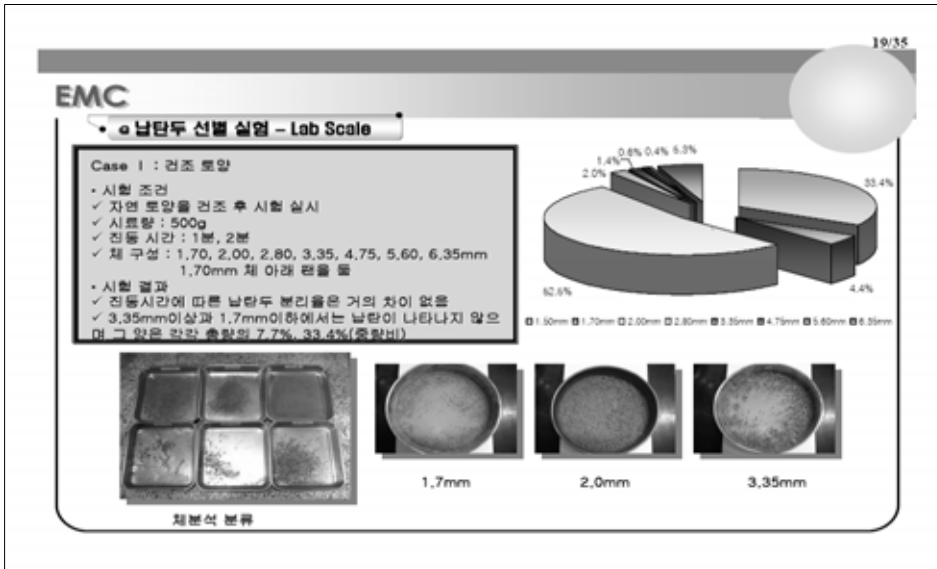 19/35
EMC
납탄두 선별 실험 – Lab Scale
Case Ⅰ : 건조 토양
• 시험 조건
✓ 자연 토양을 건조 후 시험 실시
✓ 시료량 : 500g
✓ 진동 시간 : 1분, 2분
✓ 체 구성 : 1.70, 2.00, 2.80, 3.35, 4.75, 5.60, 6.35mm
1.70mm 체 아래 팬을 둠
• 시험 결과
✓ 진동시간에 따른 납탄두 분리율은 거의 차이 없음
✓ 3.35mm이상과 1.7mm이하에서는 납탄이 나타나지 않으
며 그 양은 각각 총량의 7.7%, 33.4%(중량비)
0.6% 0.4% 5.3%
1.4%
2.0%
33.4%
52.6%
4.4%
1.50mm 1.70mm 2.00mm 2.80mm 3.35mm 4.75mm 5.60mm 6.35mm
1.7mm
2.0mm
3.35mm
체분석 분류